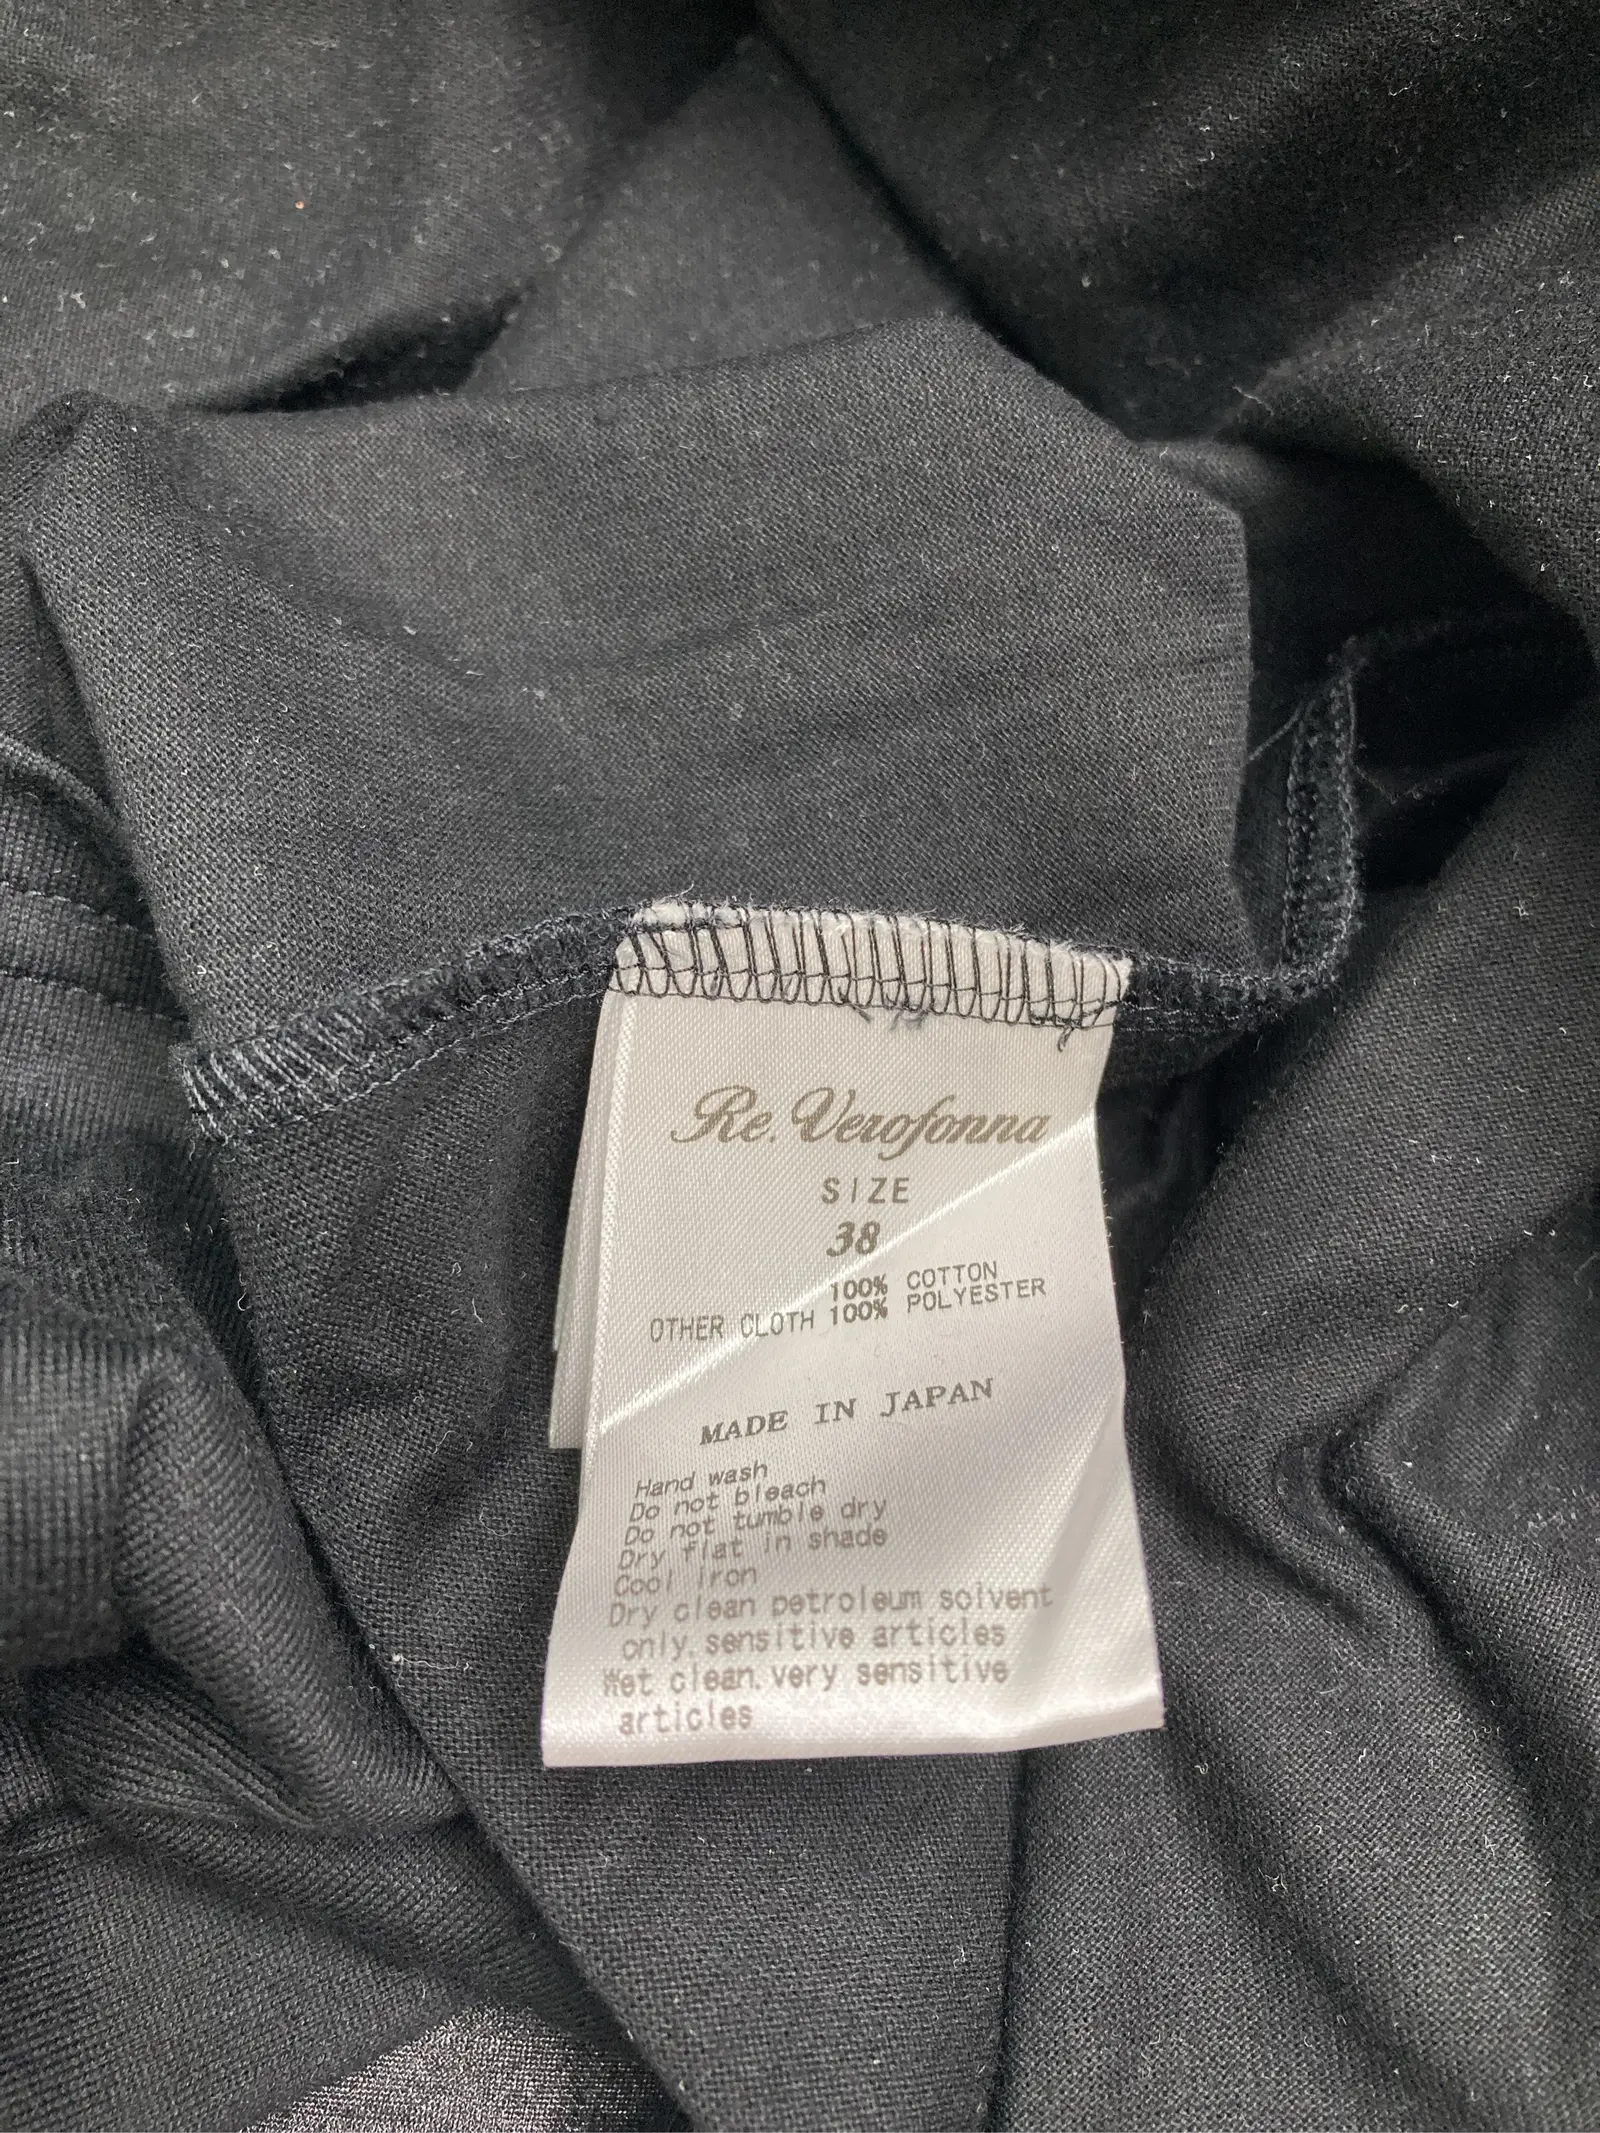 Re. Verofonna
SIZE
38
100% COTTON
OTHER CLOTH 100% POLYESTER
MADE IN JAPAN
Hand wash
Do not bleach
Do not tumble dry
Dry flat in shade
Cool iron
Dry clean petroleum solvent
only, sensitive articles
Wet clean, very sensitive
articles